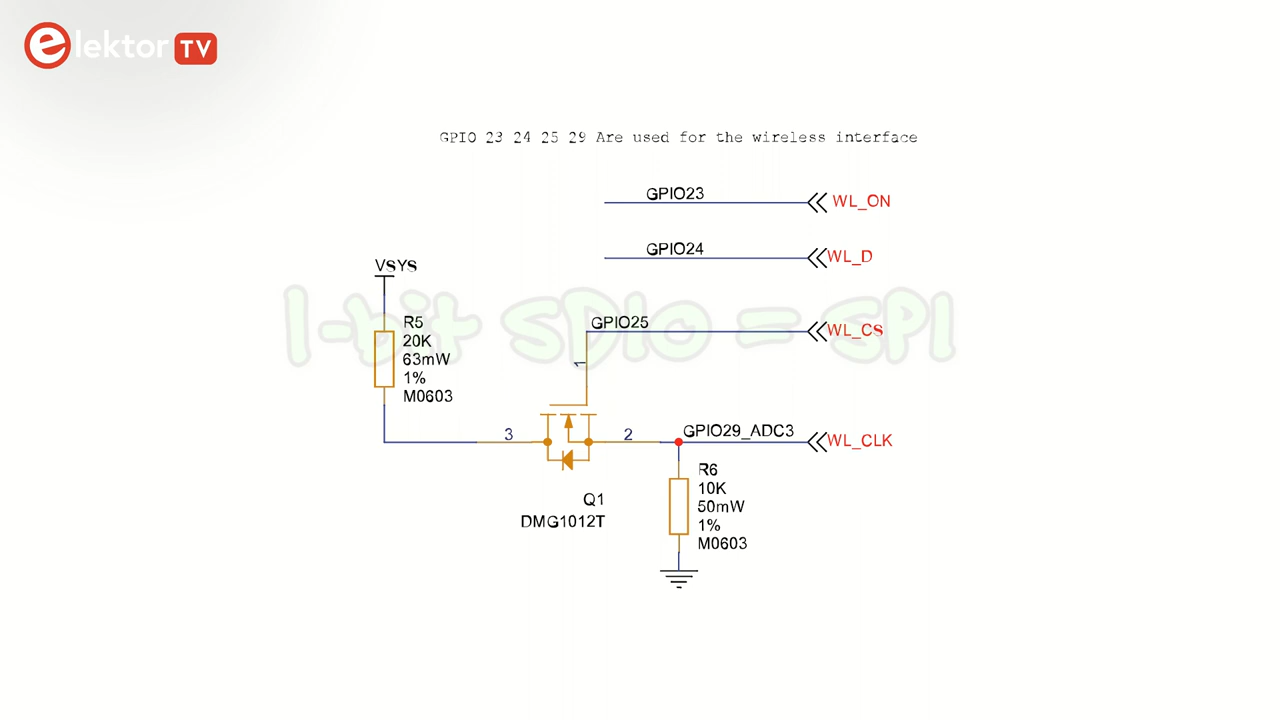 elektor TV
GPIO 23 24 25 29 Are used for the wireless interface
GPIO23
WL_ON
GPIO24
WL_D
VSYS
1-bit SDIO = SPI
GPIO25
WL_CS
R5
20K
63mW
1%
M0603
1
3
2
GPIO29_ADC3
WL_CLK
R6
10K
50mW
1%
M0603
Q1
DMG1012T